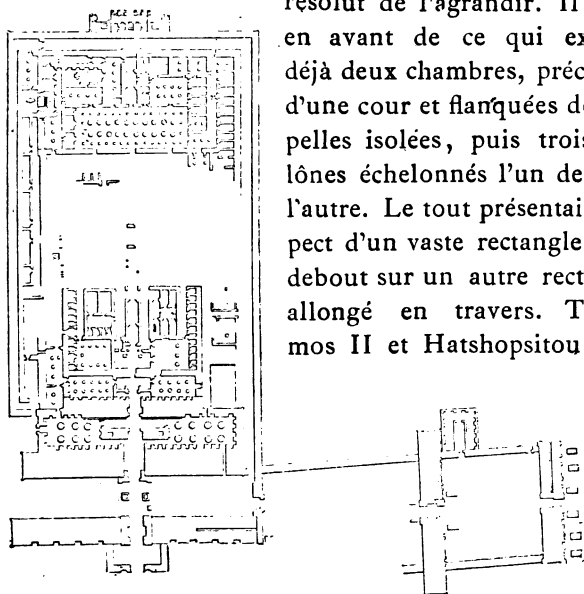 résolut de l'agrandir. Il
en avant de ce qui ex
déjà deux chambres, préc
d'une cour et flanquées d
pelles isolées, puis trois
lônes échelonnés l'un de
l'autre. Le tout présentai
pect d'un vaste rectangle
debout sur un autre rect
allongé en travers. T
mos II et Hatshopsitou